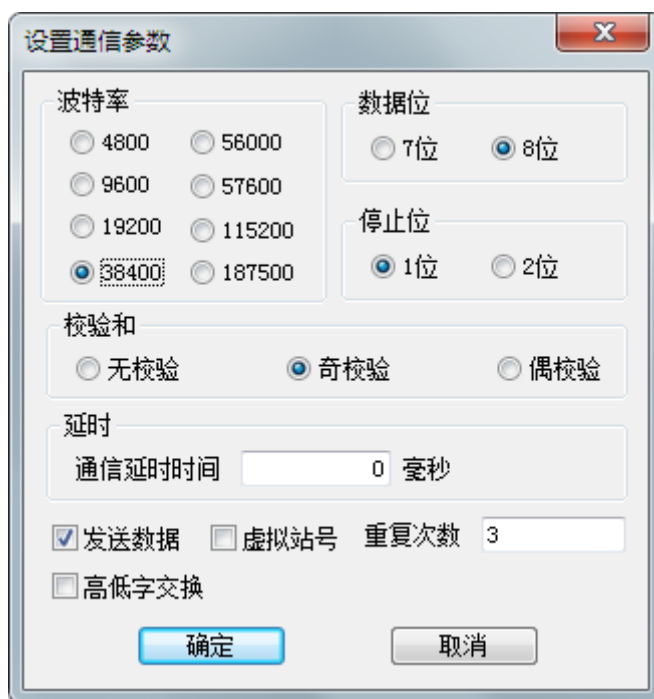 设置通信参数
波特率
4800 56000
9600 57600
19200 115200
38400 187500
数据位
7位 8位
停止位
1位 2位
校验和
无校验 奇校验 偶校验
延时
通信延时时间 0 毫秒
发送数据 虚拟站号 重复次数 3
高低字交换
确定 取消